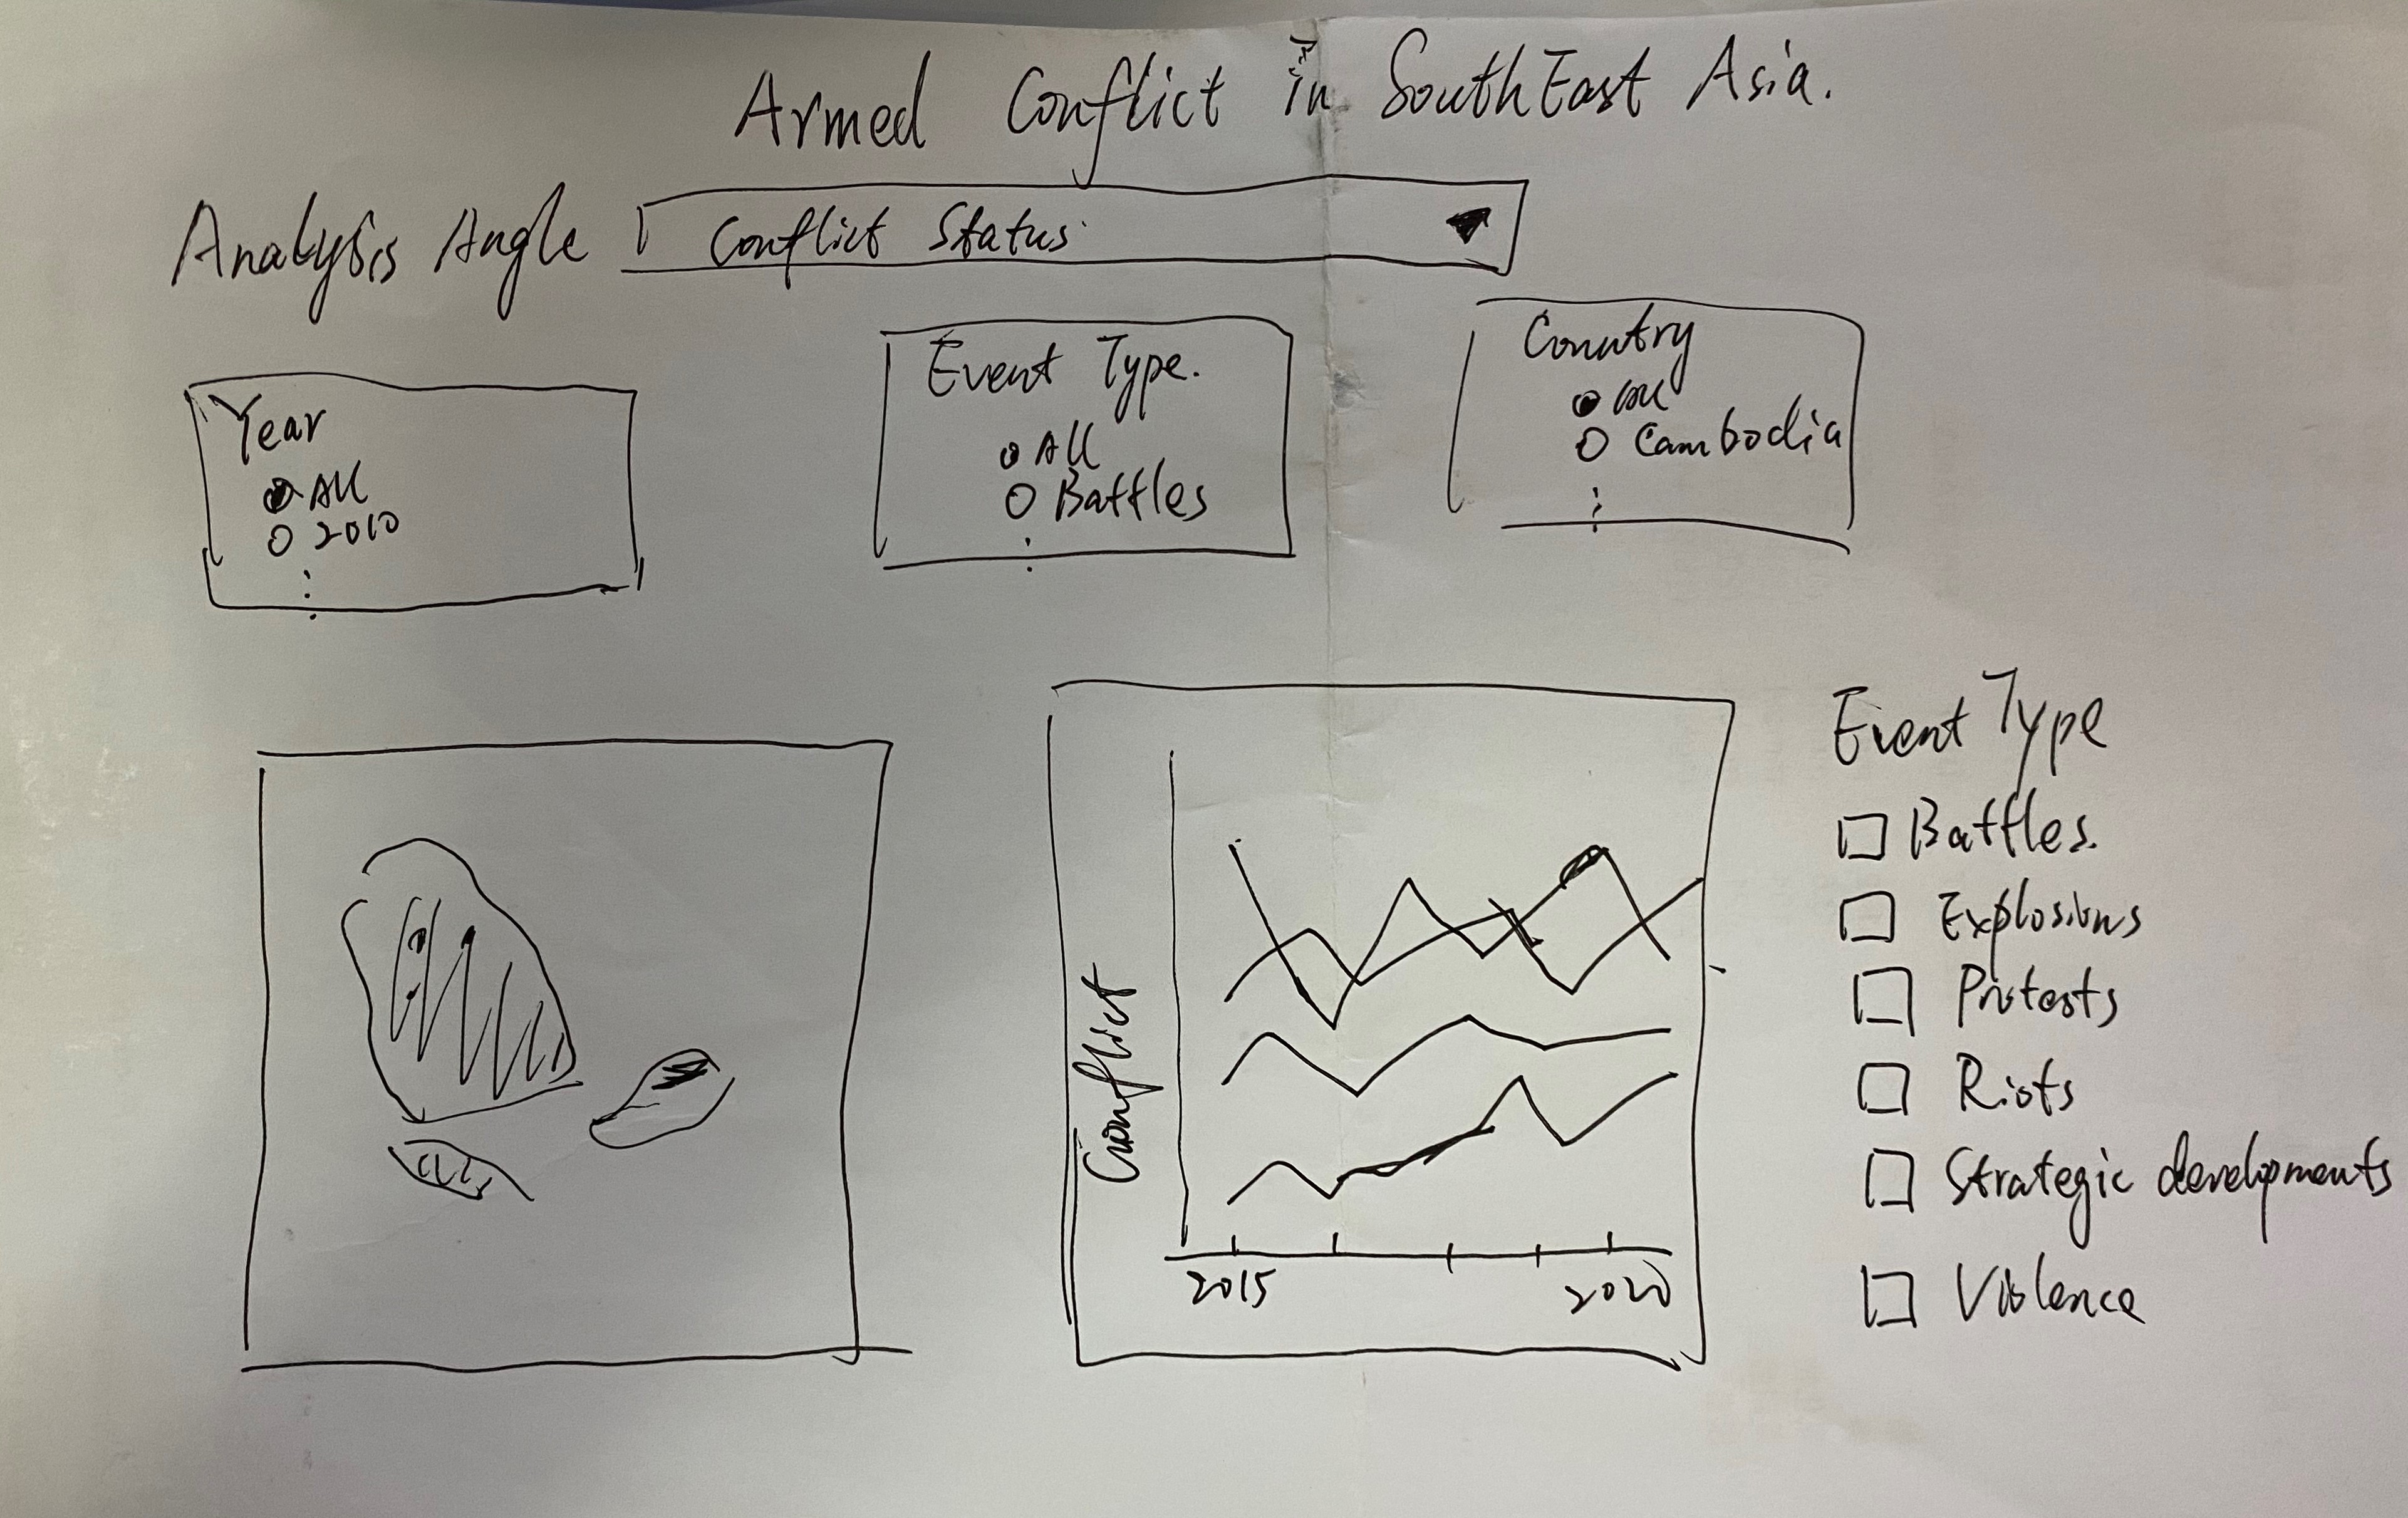 Armed Conflict in SouthEast Asia.
Analysis Angle
Conflict Status
Year
All
2010
Event Type.
All
Battles
Country
All
Cambodia
Conflict
2015
2020
Event Type
Battles.
Explosions
Protests
Riots
Strategic developments
Violence